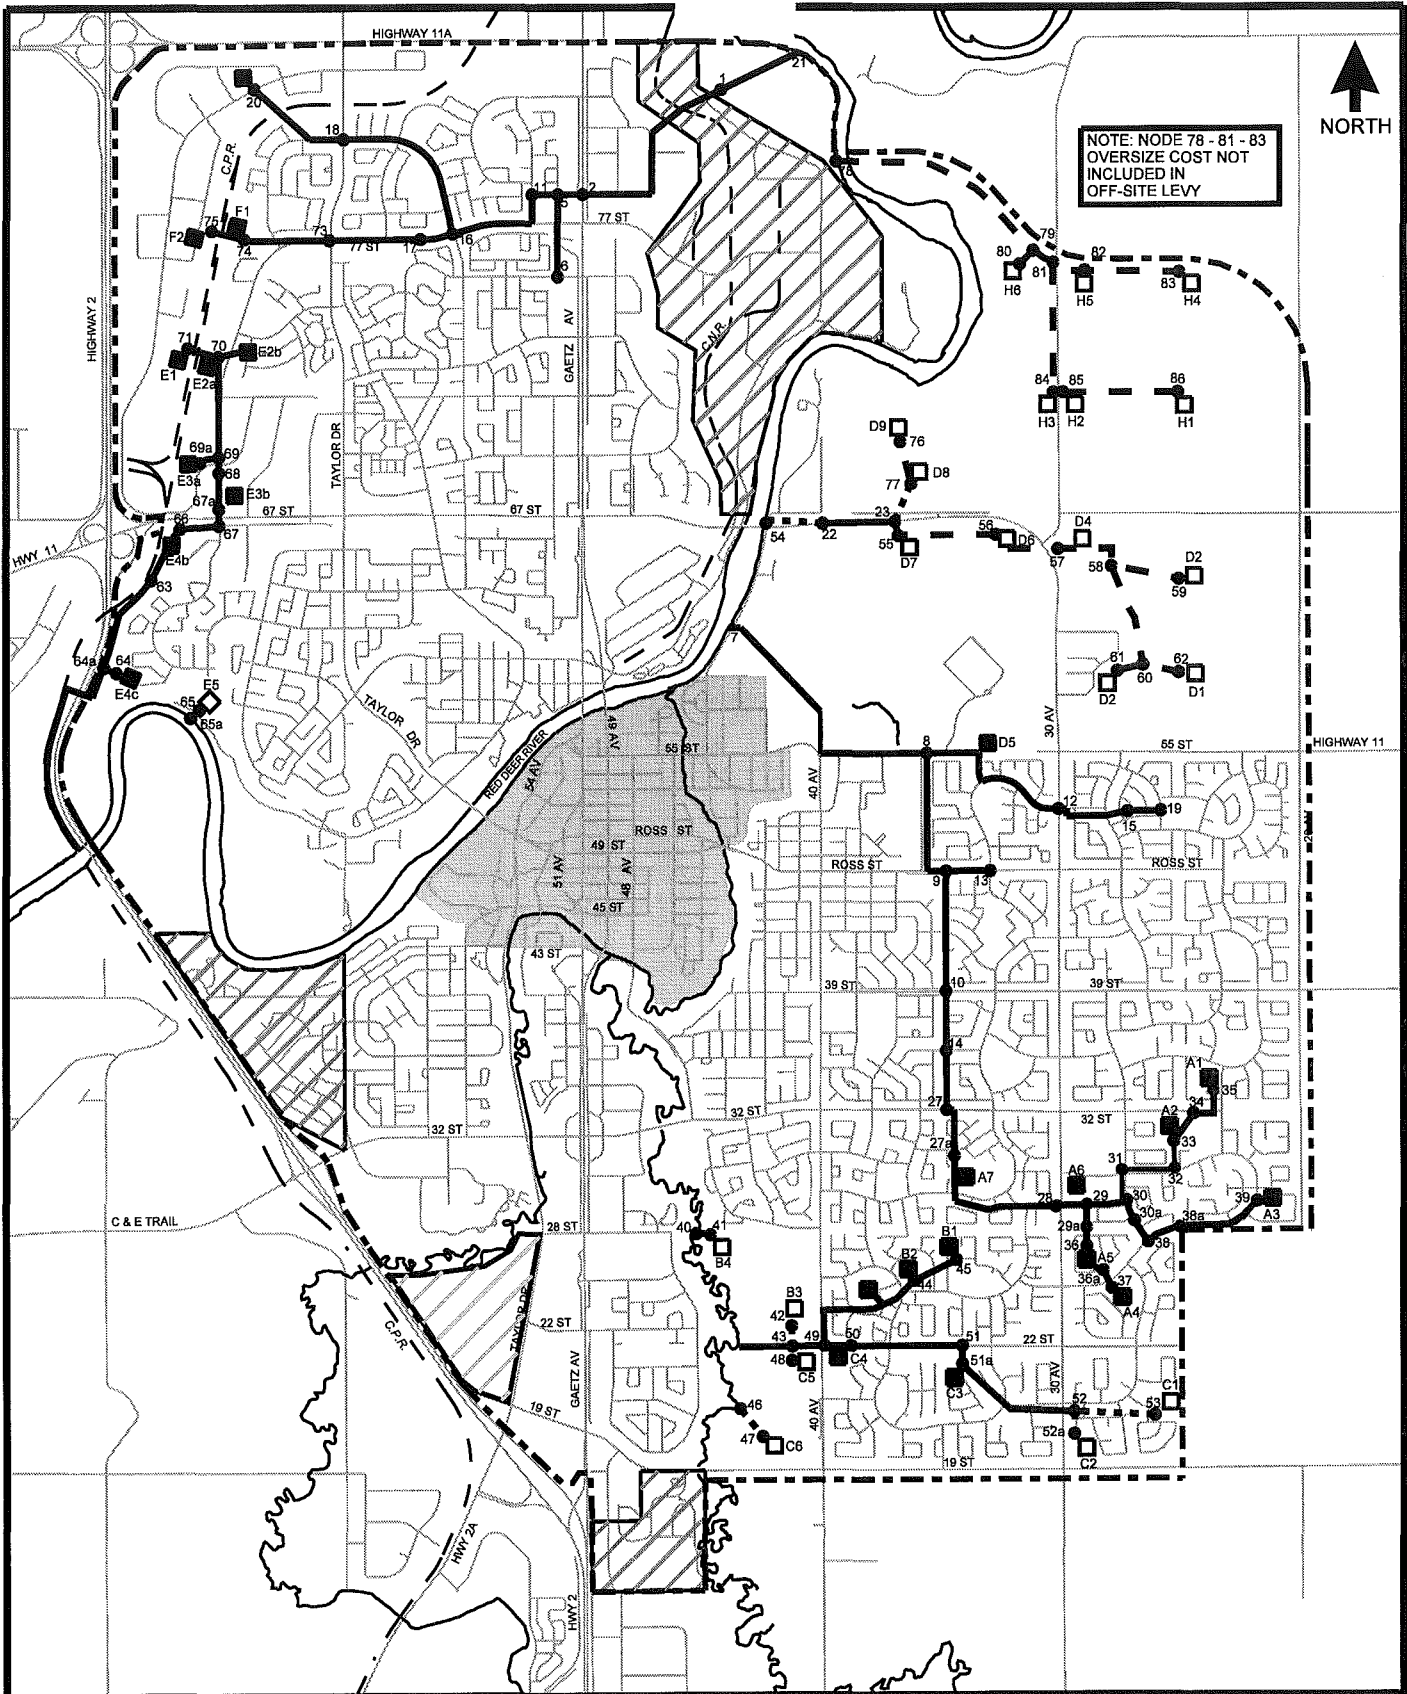 HIGHWAY 11A
NORTH
NOTE: NODE 78 - 81 - 83
OVERSIZE COST NOT
INCLUDED IN
OFF-SITE LEVY
21
1
20
18
C.P.R.
11
5
2
77 ST
78
F1
75
F2
74
73
77 ST
17
16
6
79
80
81
82
83
H6
H5
H4
HIGHWAY 2
GAETZ AV
C.N.R.
71
70
E2b
E1
E2a
84
85
86
H3
H2
H1
TAYLOR DR
D9
76
69a
69
E3a
68
D8
77
E3b
67a
67 ST
67 ST
66
67
E4b
HWY 11
63
54
22
23
55
D7
56
D6
D4
57
58
D2
59
7
64a
64
E4c
E5
65
65a
61
60
62
D2
D1
TAYLOR DR
49 AV
30 AV
RED DEER RIVER
54 AV
55 ST
8
D5
55 ST
HIGHWAY 11
40 AV
12
15
19
ROSS ST
49 ST
51 AV
48 AV
45 ST
ROSS ST
ROSS ST
9
13
20 AV
43 ST
39 ST
10
39 ST
14
A1
35
32 ST
27
32 ST
34
A2
33
32 ST
27a
31
32
A7
A6
28
29
30
39
A3
29a
30a
38a
38
C & E TRAIL
28 ST
40
41
B4
B1
B2
45
44
36
A5
36a
37
A4
B3
42
TAYLOR DR
22 ST
43
49
50
51
22 ST
48
C5
C4
51a
C3
C.P.R.
GAETZ AV
30 AV
C1
19 ST
46
40 AV
52
53
47
C6
52a
C2
19 ST
HWY 2A
HWY 2